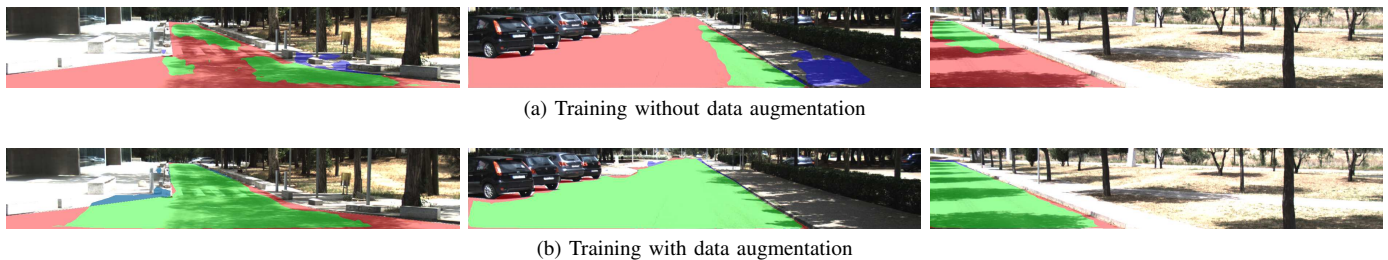 (a) Training without data augmentation
(b) Training with data augmentation